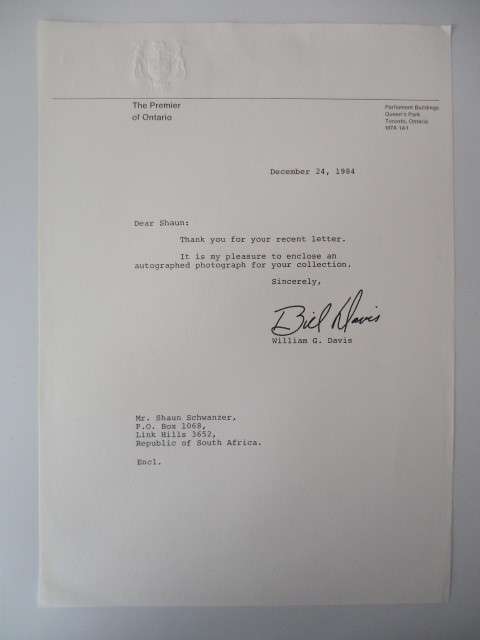 The Premier
of Ontario
Parliament Buildings
Queen's Park
Toronto, Ontario
M7A 1A1
December 24, 1984
Dear Shaun:
Thank you for your recent letter.
It is my pleasure to enclose an
autographed photograph for your collection.
Sincerely,
Bill Davis
William G. Davis
Mr. Shaun Schwanzer,
P.O. Box 1068,
Link Hills 3652,
Republic of South Africa.
Encl.